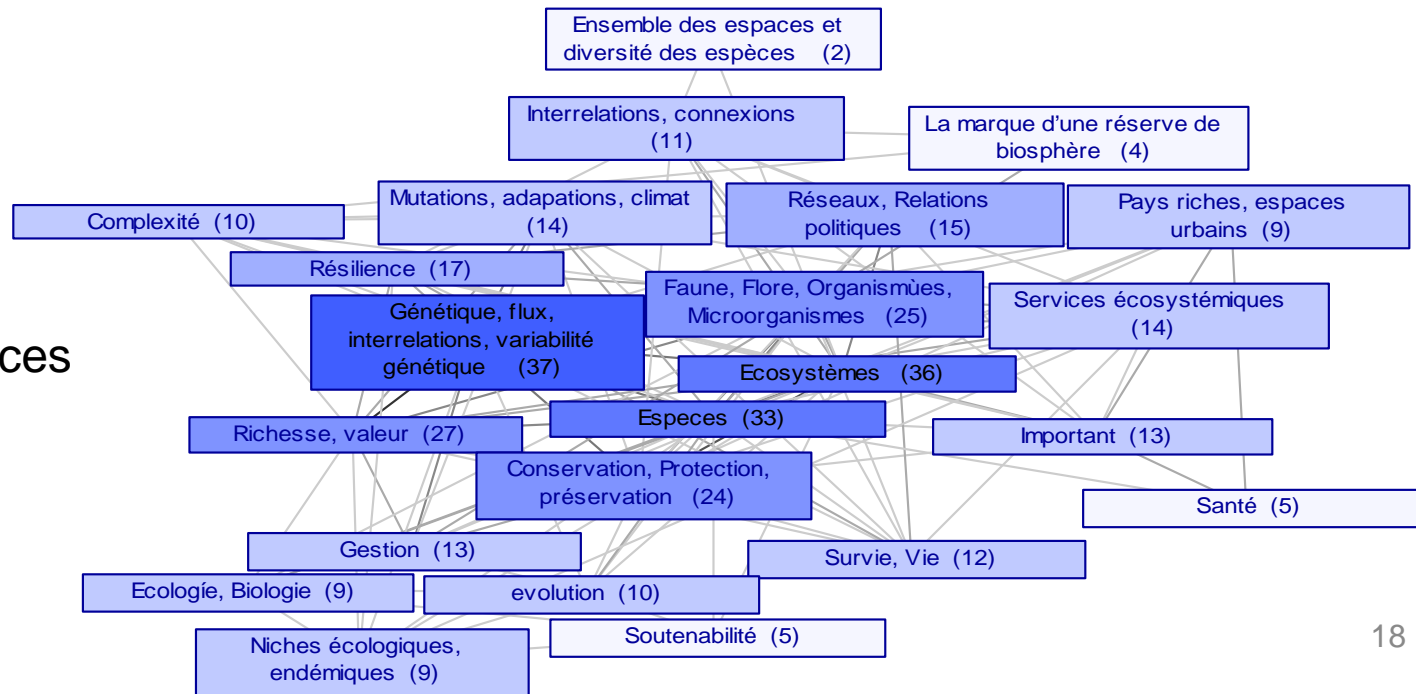 Ensemble des espaces et
diversité des espèces (2)
Interrelations, connexions
(11)
La marque d'une réserve de
biosphère (4)
Mutations, adapations, climat
(14)
Réseaux, Relations
politiques (15)
Pays riches, espaces
urbains (9)
Complexité (10)
Résilience (17)
Faune, Flore, Organismùes,
Microorganismes (25)
Services écosystémiques
(14)
Génétique, flux,
interrelations, variabilité
génétique (37)
ces
Ecosystèmes (36)
Especes (33)
Richesse, valeur (27)
Important (13)
Conservation, Protection,
préservation (24)
Santé (5)
Gestion (13)
Survie, Vie (12)
Ecologíe, Biologie (9)
evolution (10)
Soutenabilité (5)
Niches écologiques,
endémiques (9)
18